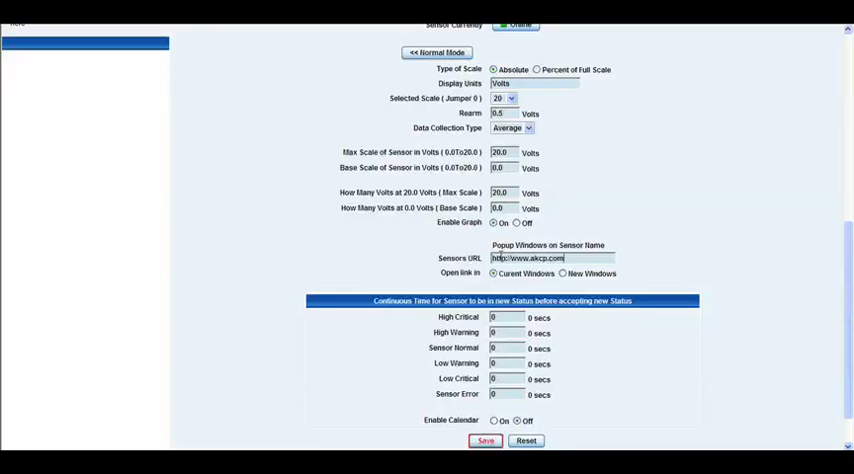 Sensor Currently Online
<< Normal Mode
Type of Scale Absolute Percent of Full Scale
Display Units Volts
Selected Scale ( Jumper 0 ) 20
Rearm 0.5 Volts
Data Collection Type Average
Max Scale of Sensor in Volts ( 0.0To20.0 ) 20.0 Volts
Base Scale of Sensor in Volts ( 0.0To20.0 ) 0.0 Volts
How Many Volts at 20.0 Volts ( Max Scale ) 20.0 Volts
How Many Volts at 0.0 Volts ( Base Scale ) 0.0 Volts
Enable Graph On Off
Popup Windows on Sensor Name
Sensors URL http://www.akcp.com
Open link in Curent Windows New Windows
Continuous Time for Sensor to be in new Status before accepting new Status
High Critical 0 0 secs
High Warning 0 0 secs
Sensor Normal 0 0 secs
Low Warning 0 0 secs
Low Critical 0 0 secs
Sensor Error 0 0 secs
Enable Calendar On Off
Save Reset